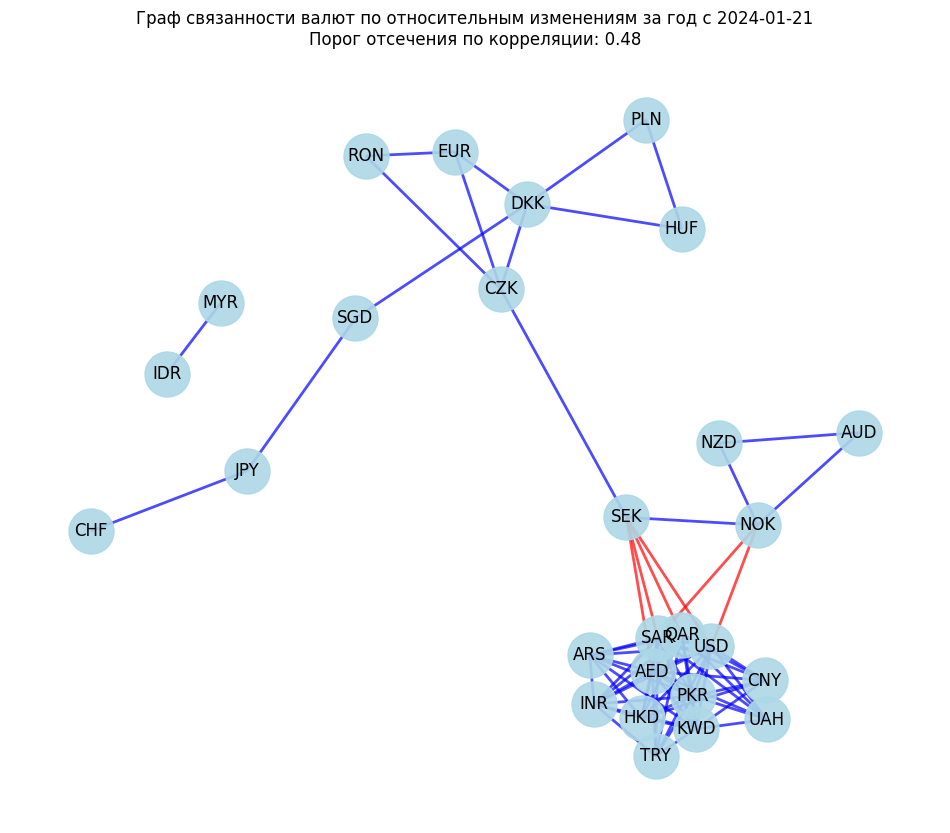 Граф связанности валют по относительным изменениям за год с 2024-01-21
Порог отсечения по корреляции: 0.48
PLN
RON
EUR
DKK
HUF
CZK
MYR
SGD
IDR
AUD
NZD
JPY
SEK
NOK
CHF
SAR
QAR
USD
ARS
AED
CNY
PKR
INR
HKD
UAH
KWD
TRY